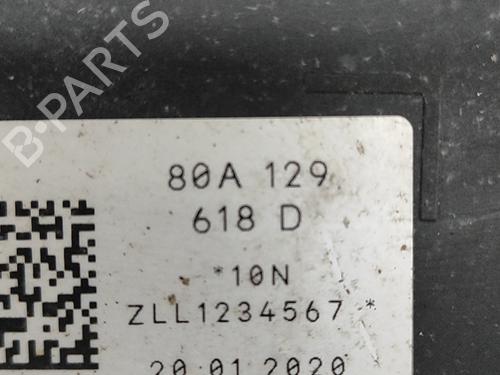 B-PARTS
80A 129
618 D
*10N
ZLL1234567 *
20.01.2020